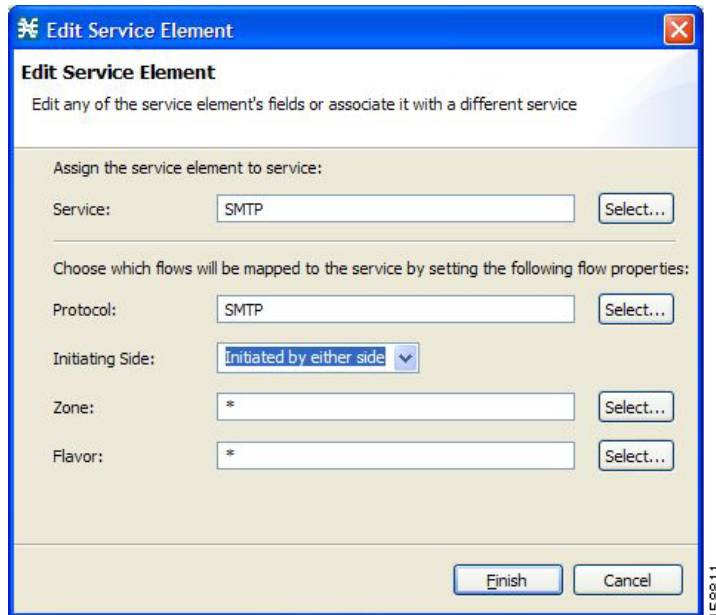 Edit Service Element
Edit Service Element
Edit any of the service element's fields or associate it with a different service
Assign the service element to service:
Service: SMTP Select...
Choose which flows will be mapped to the service by setting the following flow properties:
Protocol: SMTP Select...
Initiating Side: Initiated by either side
Zone: * Select...
Flavor: * Select...
Finish Cancel